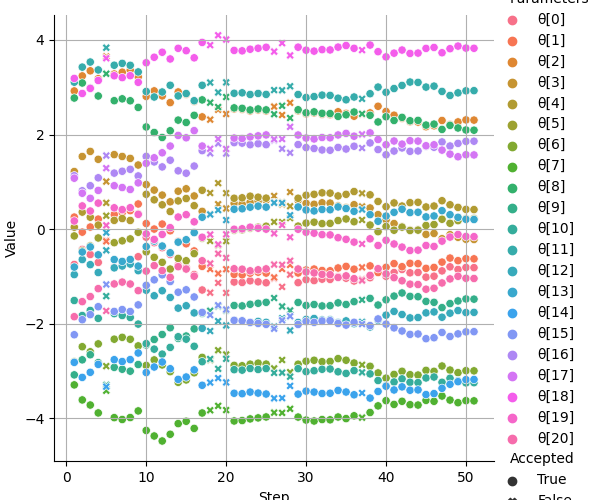 Parameters
θ[0]
θ[1]
θ[2]
θ[3]
θ[4]
θ[5]
θ[6]
θ[7]
θ[8]
θ[9]
θ[10]
θ[11]
θ[12]
θ[13]
θ[14]
θ[15]
θ[16]
θ[17]
θ[18]
θ[19]
θ[20]
Accepted
True
False
Value
4
2
0
−2
−4
0
10
20
30
40
50
Step